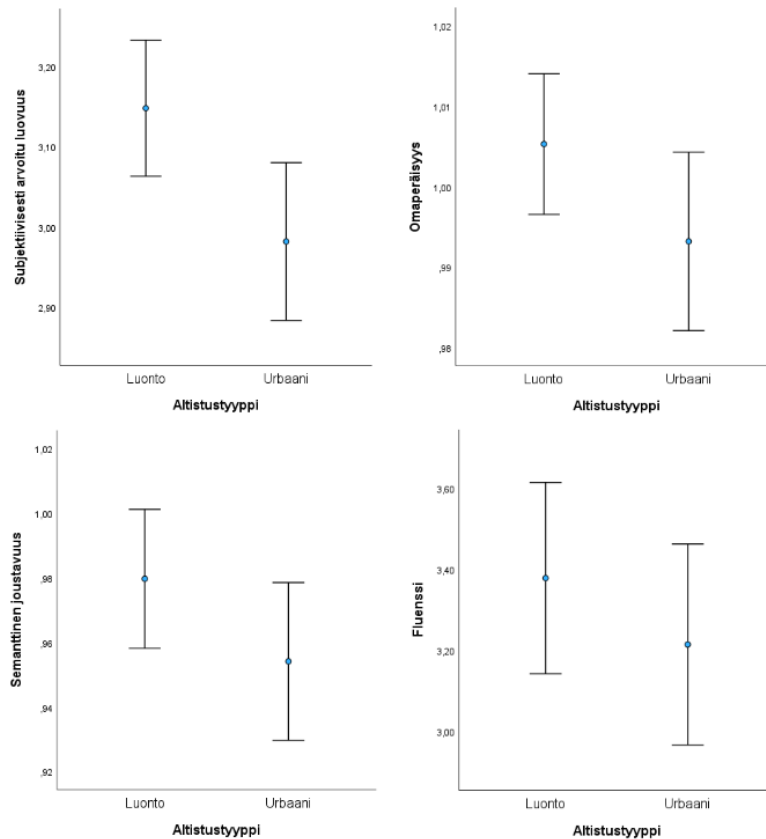 Subjektiivisesti arvoitu luovuus
3,20
3,10
3,00
2,90
Luonto Urbaani
Altistustyyppi
Omaperäisyys
1,02
1,01
1,00
,99
,98
Luonto Urbaani
Altistustyyppi
Semanttinen joustavuus
1,02
1,00
,98
,96
,94
,92
Luonto Urbaani
Altistustyyppi
Fluenssi
3,60
3,40
3,20
3,00
Luonto Urbaani
Altistustyyppi